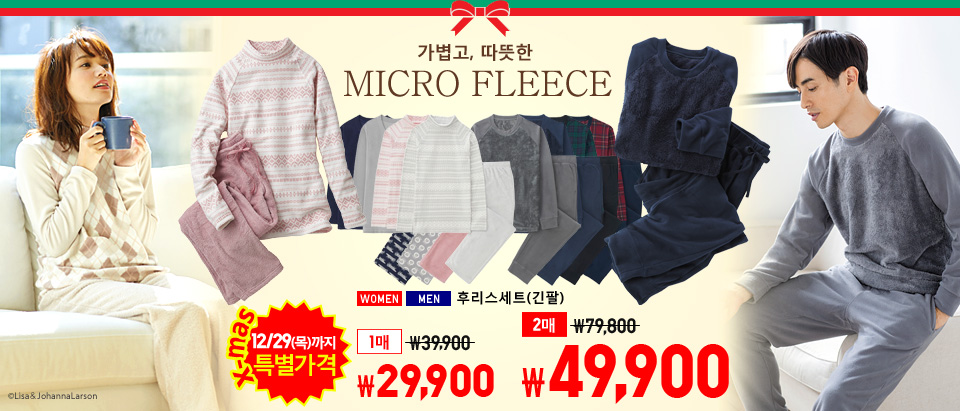 가볍고, 따뜻한
MICRO FLEECE
WOMEN MEN 후리스세트(긴팔)
X-mas
12/29(목)까지
특별가격
1매 ₩39,900
₩29,900
2매 ₩79,800
₩49,900
©Lisa&JohannaLarson